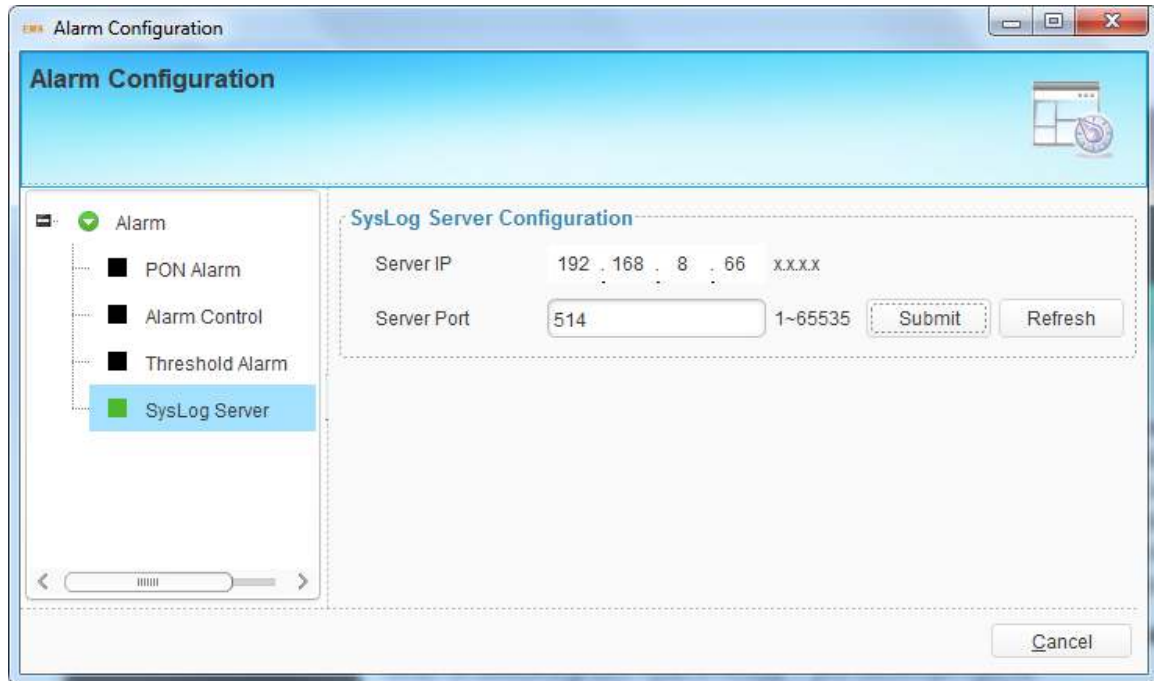 EMS Alarm Configuration
Alarm Configuration
Alarm
PON Alarm
Alarm Control
Threshold Alarm
SysLog Server
SysLog Server Configuration
Server IP 192 . 168 . 8 . 66 x.x.x.x
Server Port 514 1~65535 Submit Refresh
Cancel